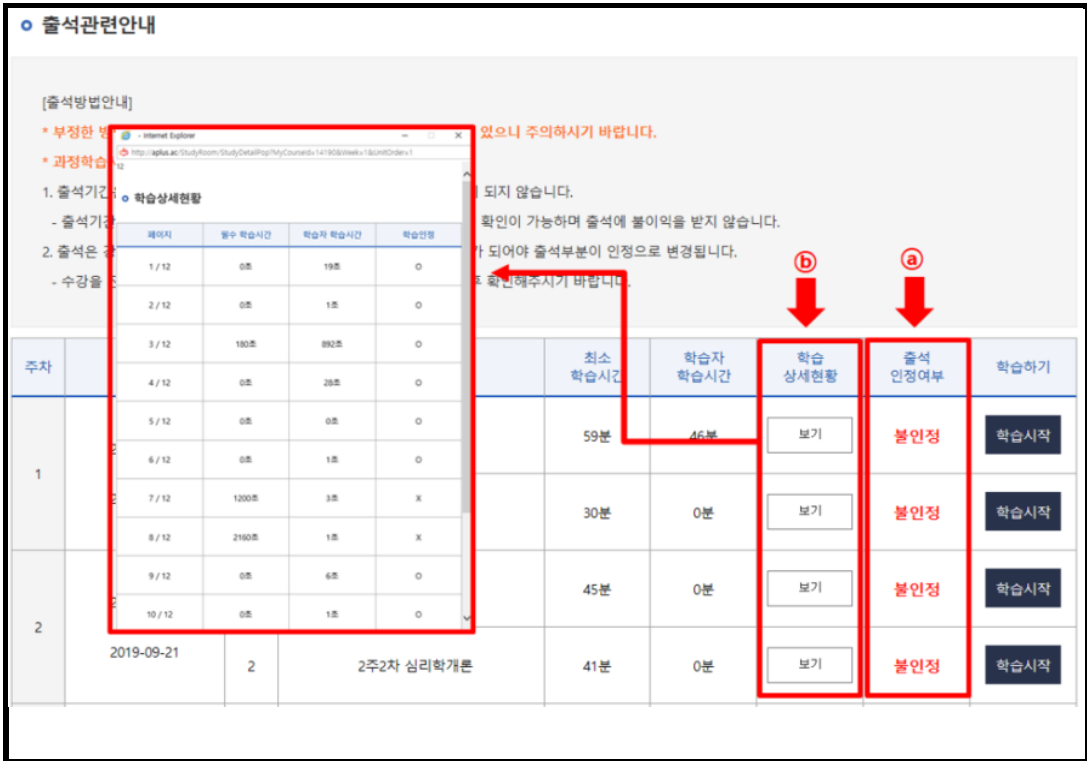 출석관련안내
[출석방법안내]
* 부정한 있으니 주의하시기 바랍니다.
* 과정학습
1. 출석기간 되지 않습니다.
- 출석기간 확인이 가능하며 출석에 불이익을 받지 않습니다.
2. 출석은 되어야 출석부분이 인정으로 변경됩니다.
- 수강을 확인해주시기 바랍니다.
- Internet Explorer
http://aplus.ac/StudyRoom/StudyDetailPop?MyCourseId=14190&Week=1&UnitOrder=1
12
학습상세현황
페이지 필수 학습시간 학습자 학습시간 학습인정
1 / 12 0초 19초 O
2 / 12 0초 1초 O
3 / 12 180초 892초 O
4 / 12 0초 28초 O
5 / 12 0초 0초 O
6 / 12 0초 1초 O
7 / 12 1200초 3초 X
8 / 12 2160초 1초 X
9 / 12 0초 6초 O
10 / 12 0초 1초 O
ⓑ ⓐ
주차 최소 학습자 학습 출석 학습하기
학습시간 학습시간 상세현황 인정여부
1
59분 46분 보기 불인정 학습시작
30분 0분 보기 불인정 학습시작
2
45분 0분 보기 불인정 학습시작
2019-09-21 2 2주2차 심리학개론 41분 0분 보기 불인정 학습시작